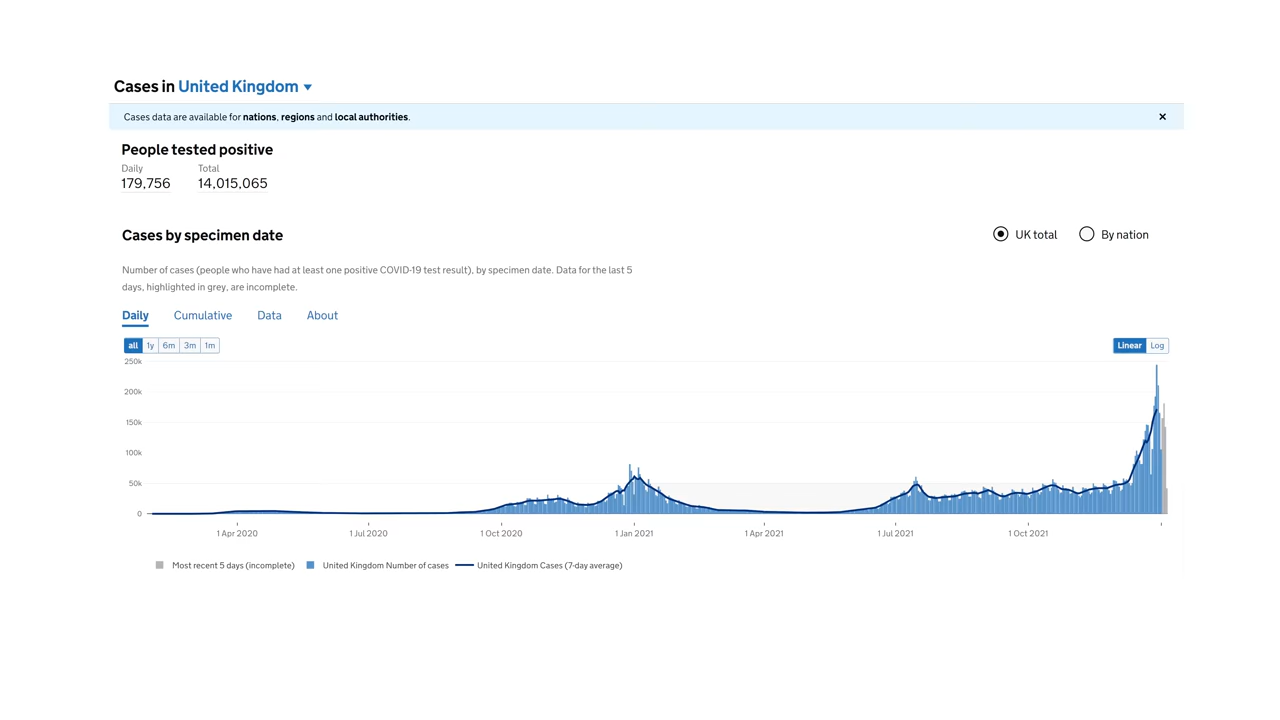 Cases in United Kingdom
Cases data are available for nations, regions and local authorities.
People tested positive
Daily Total
179,756 14,015,065
Cases by specimen date
UK total By nation
Number of cases (people who have had at least one positive COVID-19 test result), by specimen date. Data for the last 5
days, highlighted in grey, are incomplete.
Daily Cumulative Data About
all 1y 6m 3m 1m Linear Log
250k
200k
150k
100k
50k
0
1 Apr 2020 1 Jul 2020 1 Oct 2020 1 Jan 2021 1 Apr 2021 1 Jul 2021 1 Oct 2021
Most recent 5 days (incomplete) United Kingdom Number of cases United Kingdom Cases (7-day average)